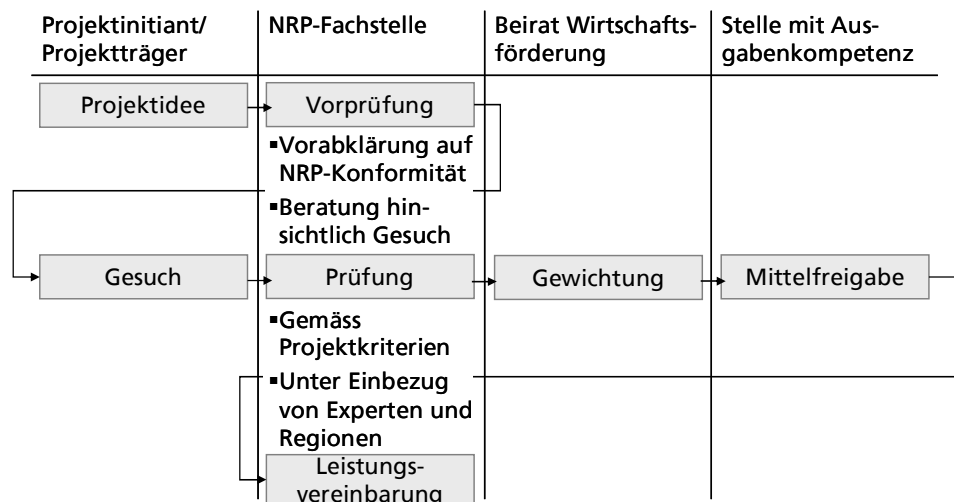 Projektinitiant/
Projektträger
NRP-Fachstelle
Beirat Wirtschafts-
förderung
Stelle mit Aus-
gabenkompetenz
Projektidee
Vorprüfung
▪Vorabklärung auf
NRP-Konformität
▪Beratung hin-
sichtlich Gesuch
Gesuch
Prüfung
Gewichtung
Mittelfreigabe
▪Gemäss
Projektkriterien
▪Unter Einbezug
von Experten und
Regionen
Leistungs-
vereinbarung